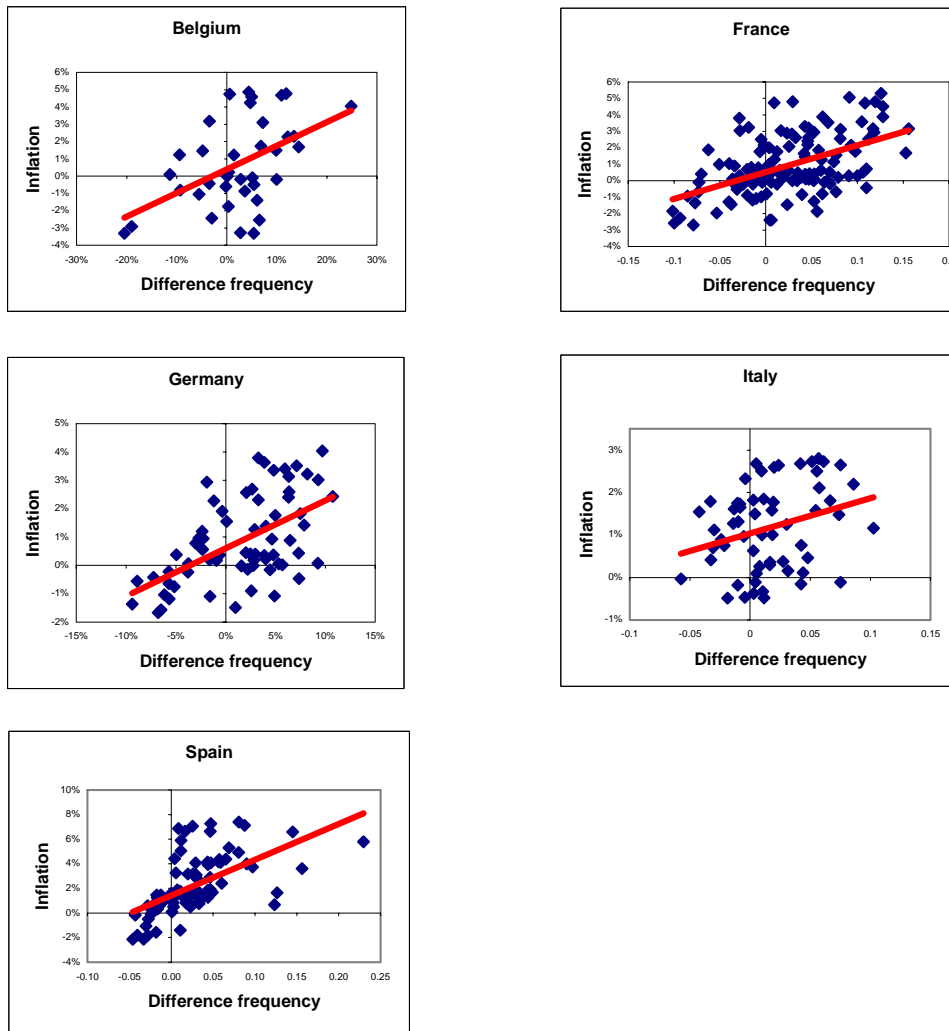 Belgium
6%
5%
4%
3%
2%
1%
0%
-1%
-2%
-3%
-4%
-30% -20% -10% 0% 10% 20% 30%
Inflation
Difference frequency
France
6%
5%
4%
3%
2%
1%
0%
-1%
-2%
-3%
-4%
-0.15 -0.1 -0.05 0 0.05 0.1 0.15
Inflation
Difference frequency
Germany
5%
4%
3%
2%
1%
0%
-1%
-2%
-15% -10% -5% 0% 5% 10% 15%
Inflation
Difference frequency
Italy
3%
2%
1%
0%
-1%
-0.1 -0.05 0 0.05 0.1 0.15
Inflation
Difference frequency
Spain
10%
8%
6%
4%
2%
0%
-2%
-4%
-0.10 -0.05 0.00 0.05 0.10 0.15 0.20 0.25
Inflation
Difference frequency